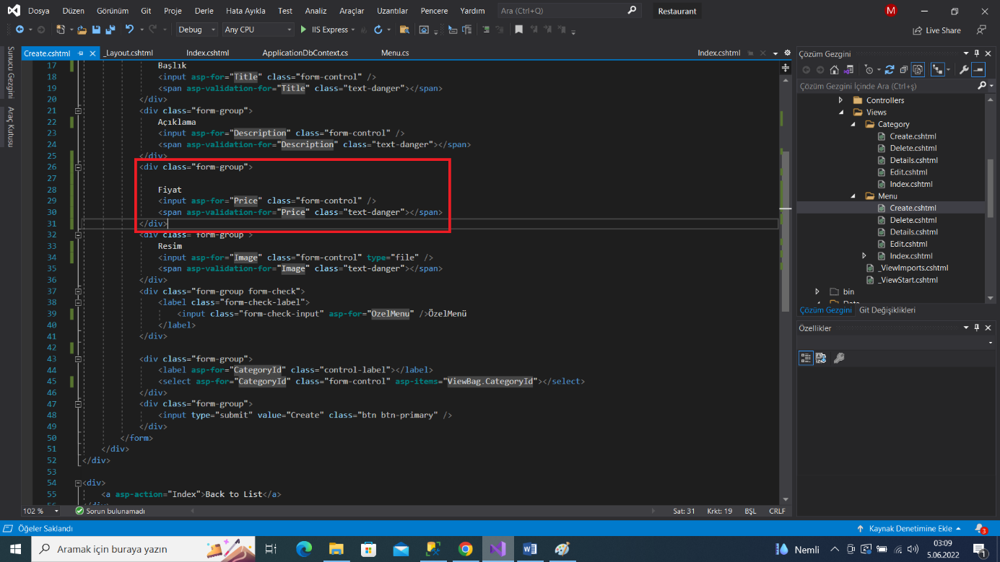 Dosya Düzen Görünüm Git Proje Derle Hata Ayıkla Test Analiz Araçlar Uzantılar Pencere Yardım Ara (Ctrl+Q) Restaurant M
Debug Any CPU IIS Express Live Share
Sunucu Gezgini
Araç Kutusu
Create.cshtml _Layout.cshtml Index.cshtml ApplicationDbContext.cs Menu.cs Index.cshtml
17 Başlık
18 <input asp-for="Title" class="form-control" />
19 <span asp-validation-for="Title" class="text-danger"></span>
20 </div>
21 <div class="form-group">
22 Açıklama
23 <input asp-for="Description" class="form-control" />
24 <span asp-validation-for="Description" class="text-danger"></span>
25 </div>
26 <div class="form-group">
27
28 Fiyat
29 <input asp-for="Price" class="form-control" />
30 <span asp-validation-for="Price" class="text-danger"></span>
31 </div>
32 <div class="form-group">
33 Resim
34 <input asp-for="Image" class="form-control" type="file" />
35 <span asp-validation-for="Image" class="text-danger"></span>
36 </div>
37 <div class="form-group form-check">
38 <label class="form-check-label">
39 <input class="form-check-input" asp-for="OzelMenu" />ÖzelMenü
40 </label>
41 </div>
42
43 <div class="form-group">
44 <label asp-for="CategoryId" class="control-label"></label>
45 <select asp-for="CategoryId" class="form-control" asp-items="ViewBag.CategoryId"></select>
46 </div>
47 <div class="form-group">
48 <input type="submit" value="Create" class="btn btn-primary" />
49 </div>
50 </form>
51 </div>
52 </div>
53
54 <div>
55 <a asp-action="Index">Back to List</a>
56 </div>
102 % Sorun bulunamadı Sat: 31 Krkt: 19 BŞL CRLF
Çözüm Gezgini
Çözüm Gezgini İçinde Ara (Ctrl+ş)
Controllers
Views
Category
Create.cshtml
Delete.cshtml
Details.cshtml
Edit.cshtml
Index.cshtml
Menu
Create.cshtml
Delete.cshtml
Details.cshtml
Edit.cshtml
Index.cshtml
_ViewImports.cshtml
_ViewStart.cshtml
bin
Data
Çözüm Gezgini Git Değişiklikleri
Özellikler
Öğeler Saklandı Kaynak Denetimine Ekle 3
Aramak için buraya yazın Nemli 03:09
5.06.2022 1